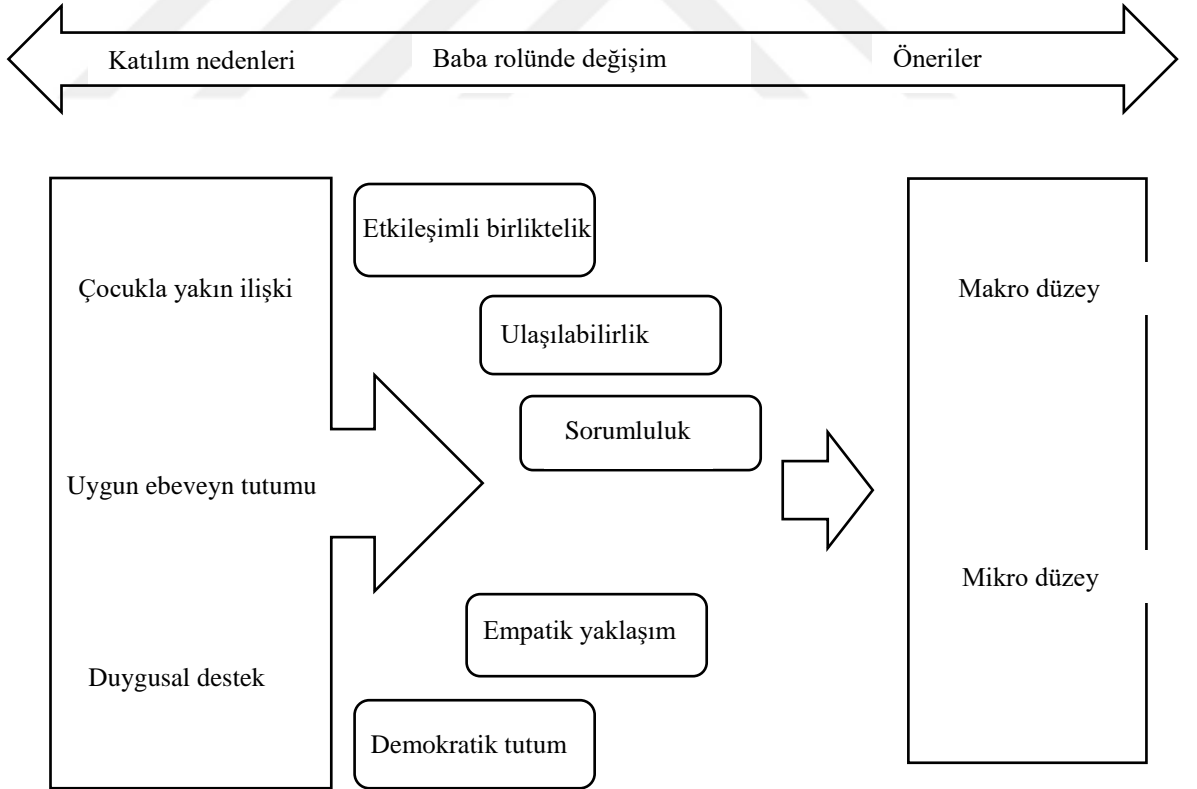 Katılım nedenleri
Baba rolünde değişim
Öneriler
Çocukla yakın ilişki
Uygun ebeveyn tutumu
Duygusal destek
Etkileşimli birliktelik
Ulaşılabilirlik
Sorumluluk
Empatik yaklaşım
Demokratik tutum
Makro düzey
Mikro düzey